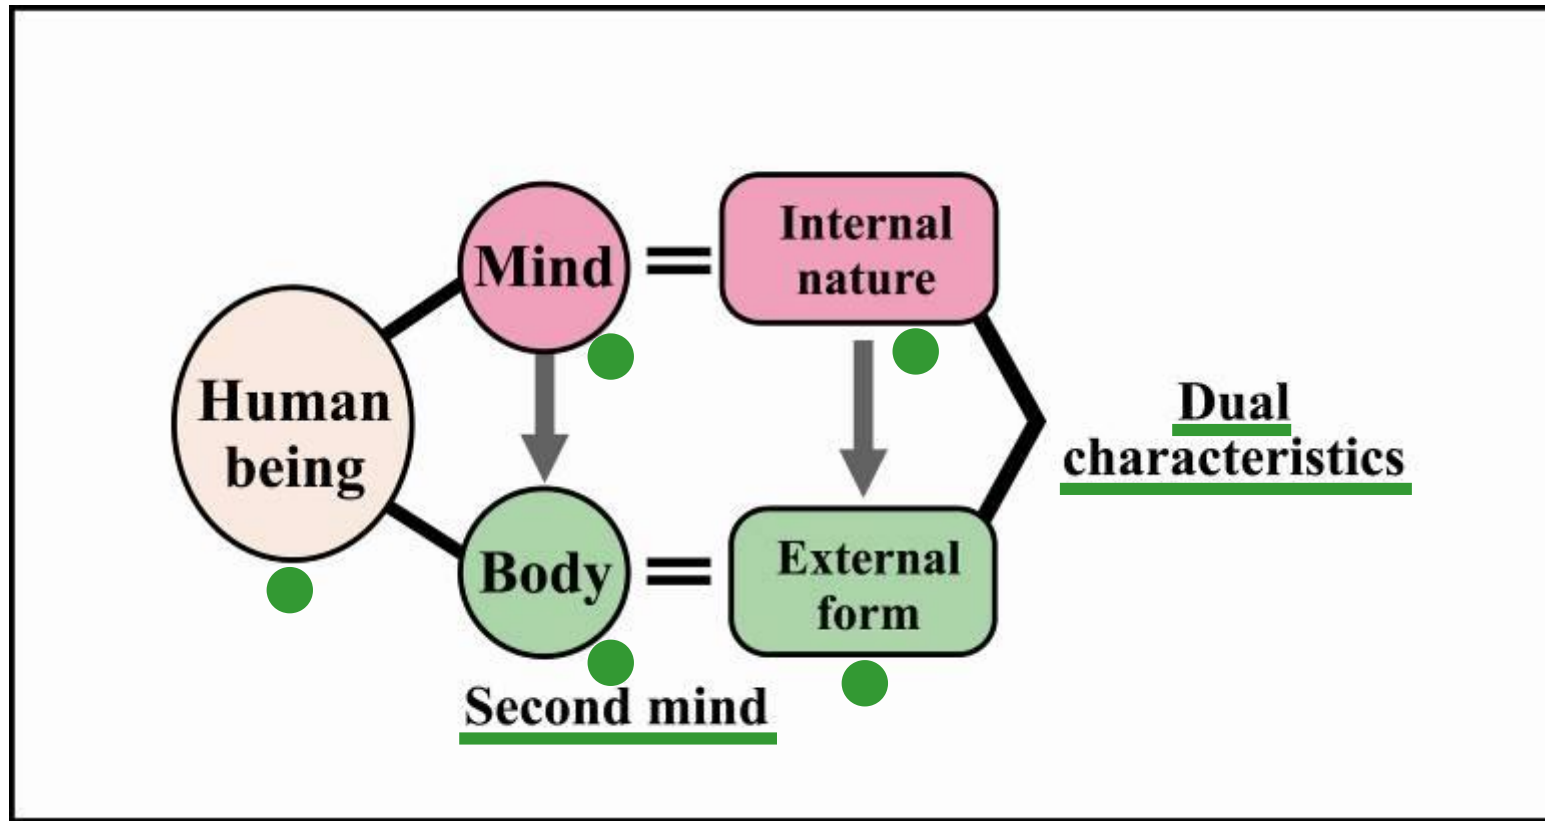 Human
being
Mind
Internal
nature
Body
External
form
Second mind
Dual
characteristics